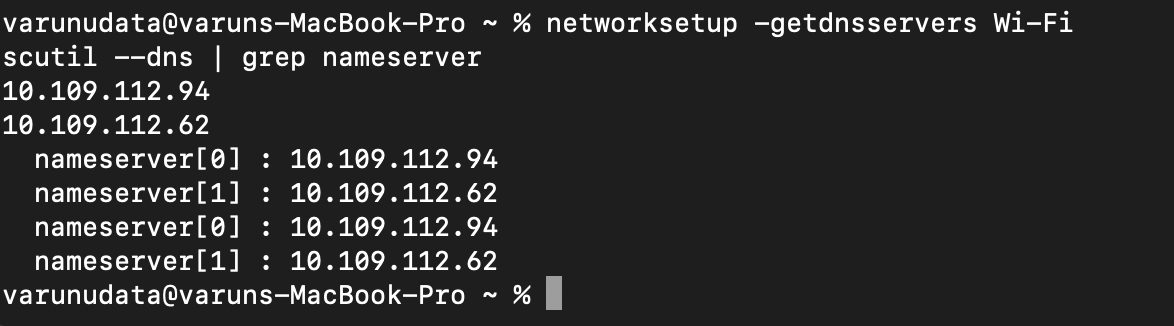 varunudata@varuns-MacBook-Pro ~ % networksetup -getdnsservers Wi-Fi
scutil --dns | grep nameserver
10.109.112.94
10.109.112.62
  nameserver[0] : 10.109.112.94
  nameserver[1] : 10.109.112.62
  nameserver[0] : 10.109.112.94
  nameserver[1] : 10.109.112.62
varunudata@varuns-MacBook-Pro ~ %